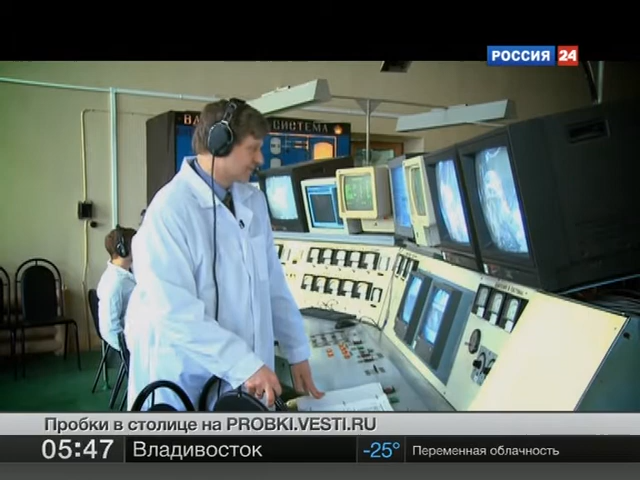 РОССИЯ 24
СИСТЕМА
Пробки в столице на PROBKI.VESTI.RU
05:47 Владивосток -25° Переменная облачность